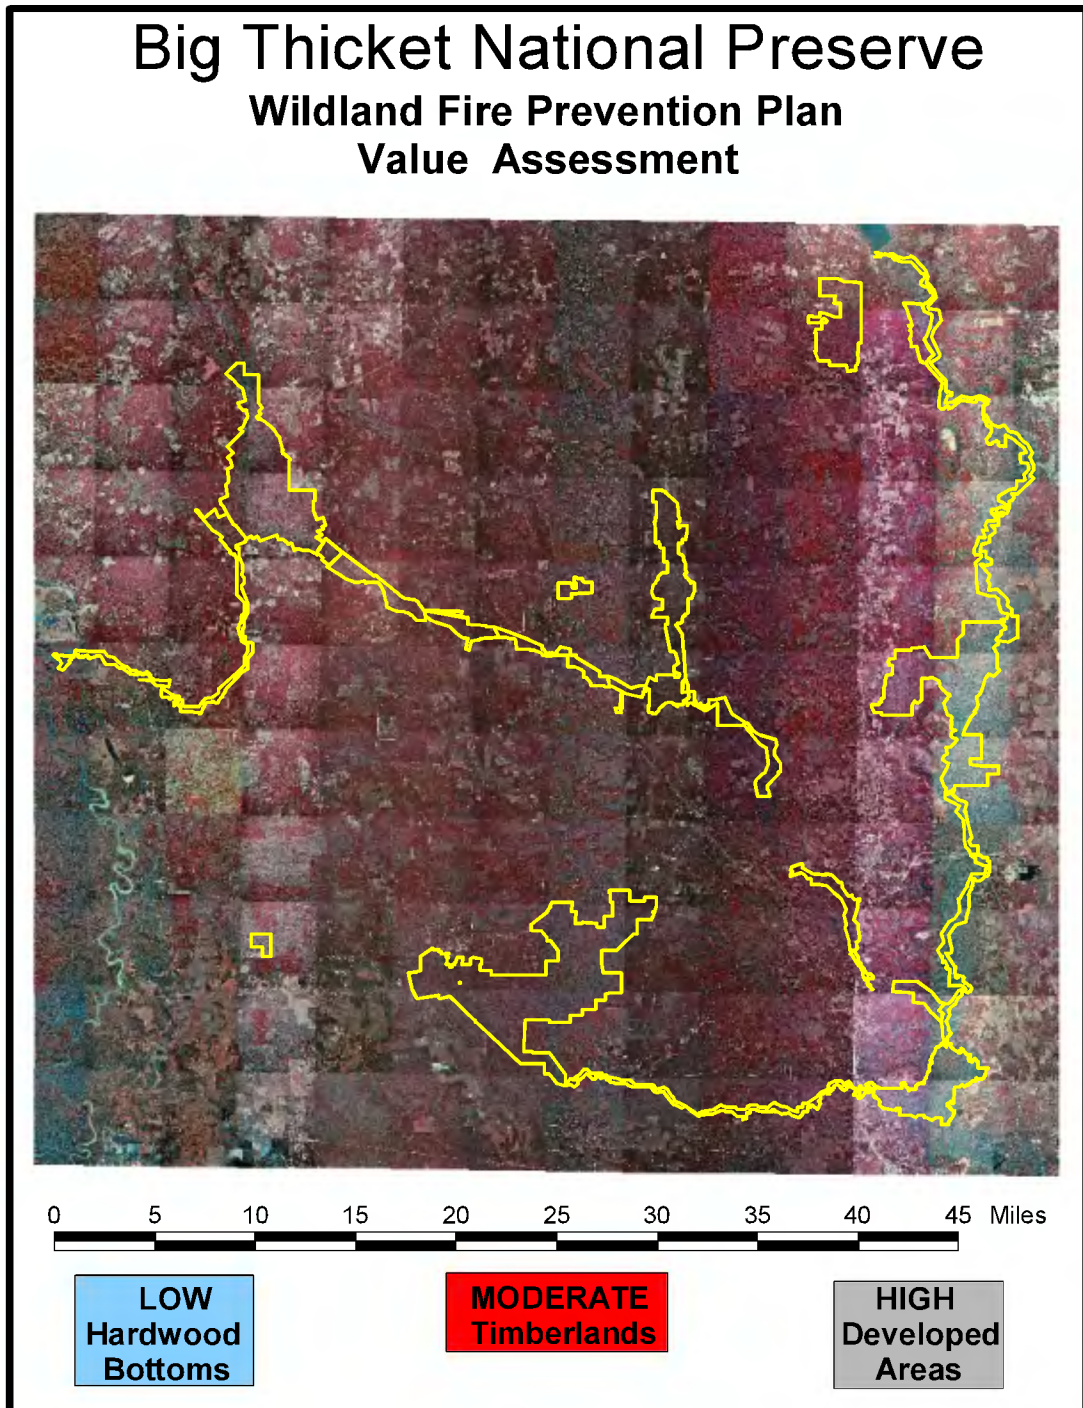 Big Thicket National Preserve
Wildland Fire Prevention Plan
Value Assessment
0 5 10 15 20 25 30 35 40 45 Miles
LOW
Hardwood
Bottoms
MODERATE
Timberlands
HIGH
Developed
Areas